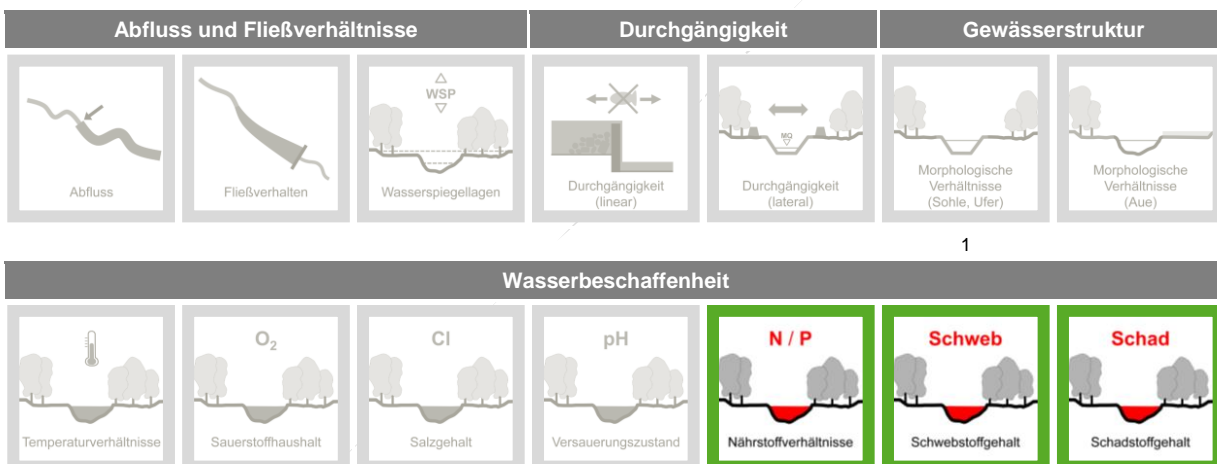 Abfluss und Fließverhältnisse
Durchgängigkeit
Gewässerstruktur
Abfluss
Fließverhalten
WSP
Wasserspiegellagen
Durchgängigkeit
(linear)
MQ
Durchgängigkeit
(lateral)
Morphologische
Verhältnisse
(Sohle, Ufer)
Morphologische
Verhältnisse
(Aue)
1
Wasserbeschaffenheit
Temperaturverhältnisse
O₂
Sauerstoffhaushalt
Cl
Salzgehalt
pH
Versauerungszustand
N / P
Nährstoffverhältnisse
Schweb
Schwebstoffgehalt
Schad
Schadstoffgehalt